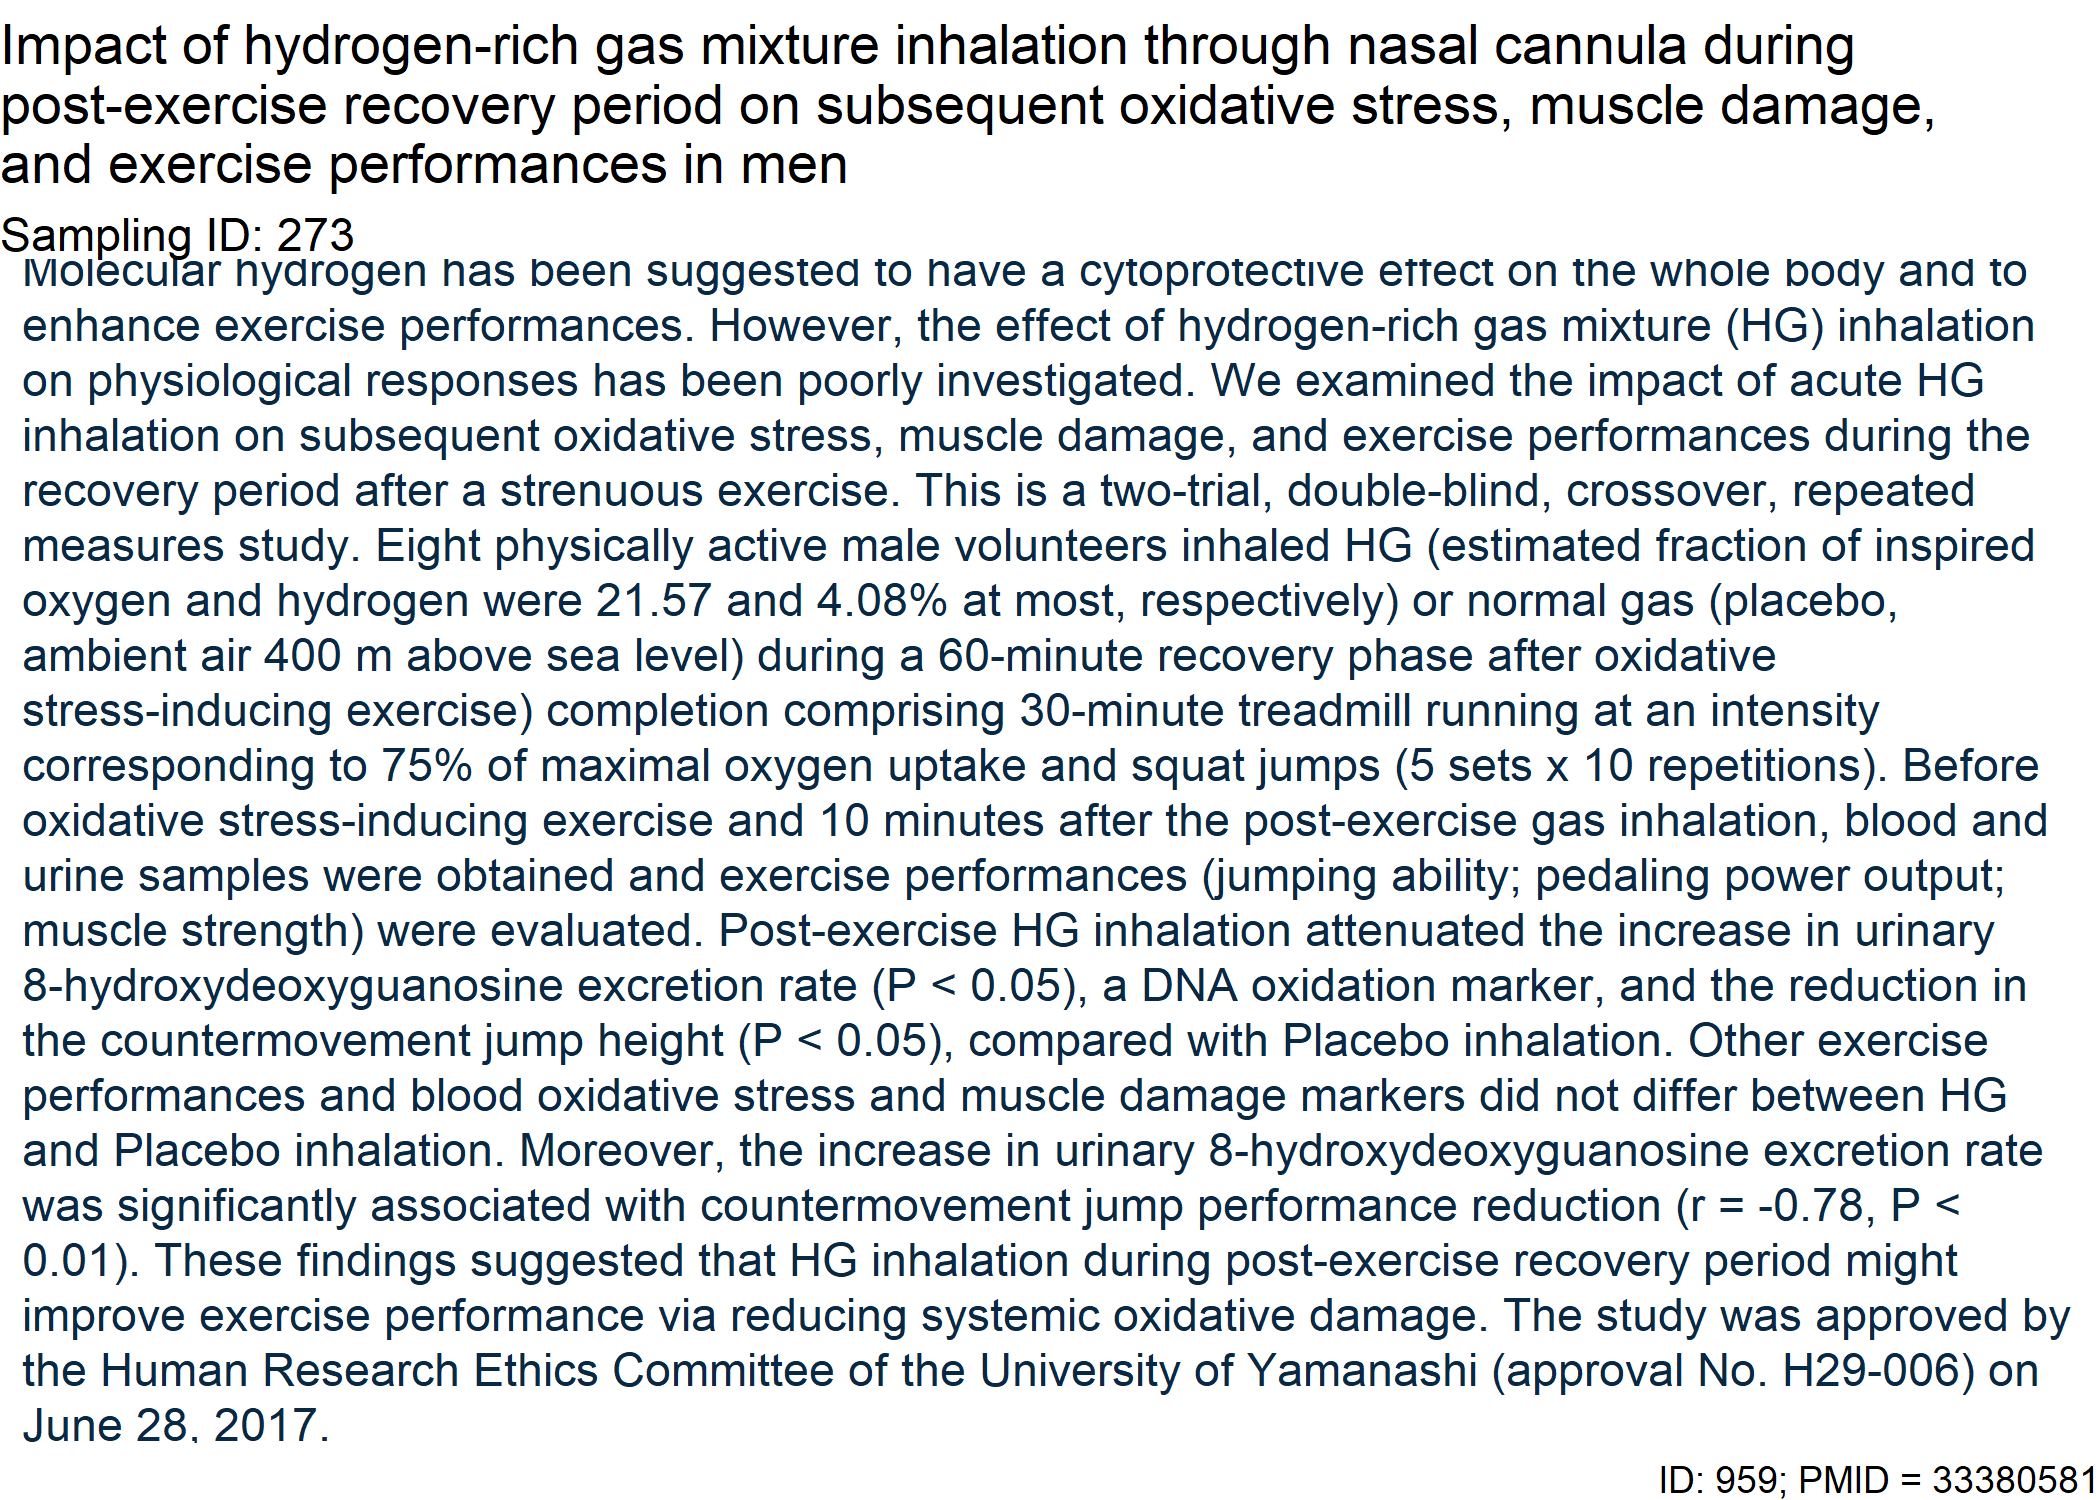 Impact of hydrogen-rich gas mixture inhalation through nasal cannula during
post-exercise recovery period on subsequent oxidative stress, muscle damage,
and exercise performances in men
Sampling ID: 273
Molecular hydrogen has been suggested to have a cytoprotective effect on the whole body and to
enhance exercise performances. However, the effect of hydrogen-rich gas mixture (HG) inhalation
on physiological responses has been poorly investigated. We examined the impact of acute HG
inhalation on subsequent oxidative stress, muscle damage, and exercise performances during the
recovery period after a strenuous exercise. This is a two-trial, double-blind, crossover, repeated
measures study. Eight physically active male volunteers inhaled HG (estimated fraction of inspired
oxygen and hydrogen were 21.57 and 4.08% at most, respectively) or normal gas (placebo,
ambient air 400 m above sea level) during a 60-minute recovery phase after oxidative
stress-inducing exercise) completion comprising 30-minute treadmill running at an intensity
corresponding to 75% of maximal oxygen uptake and squat jumps (5 sets x 10 repetitions). Before
oxidative stress-inducing exercise and 10 minutes after the post-exercise gas inhalation, blood and
urine samples were obtained and exercise performances (jumping ability; pedaling power output;
muscle strength) were evaluated. Post-exercise HG inhalation attenuated the increase in urinary
8-hydroxydeoxyguanosine excretion rate (P < 0.05), a DNA oxidation marker, and the reduction in
the countermovement jump height (P < 0.05), compared with Placebo inhalation. Other exercise
performances and blood oxidative stress and muscle damage markers did not differ between HG
and Placebo inhalation. Moreover, the increase in urinary 8-hydroxydeoxyguanosine excretion rate
was significantly associated with countermovement jump performance reduction (r = -0.78, P <
0.01). These findings suggested that HG inhalation during post-exercise recovery period might
improve exercise performance via reducing systemic oxidative damage. The study was approved by
the Human Research Ethics Committee of the University of Yamanashi (approval No. H29-006) on
June 28, 2017.
ID: 959; PMID = 33380581